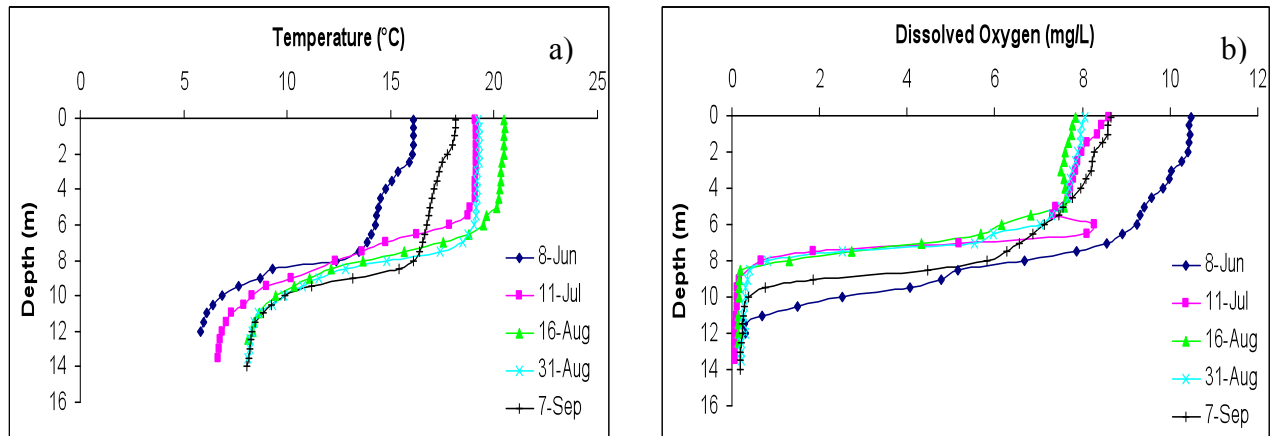 Temperature (°C)
a)
0 5 10 15 20 25
0
2
4
6
8
10
12
14
16
Depth (m)
8-Jun
11-Jul
16-Aug
31-Aug
7-Sep
Dissolved Oxygen (mg/L)
b)
0 2 4 6 8 10 12
0
2
4
6
8
10
12
14
16
Depth (m)
8-Jun
11-Jul
16-Aug
31-Aug
7-Sep